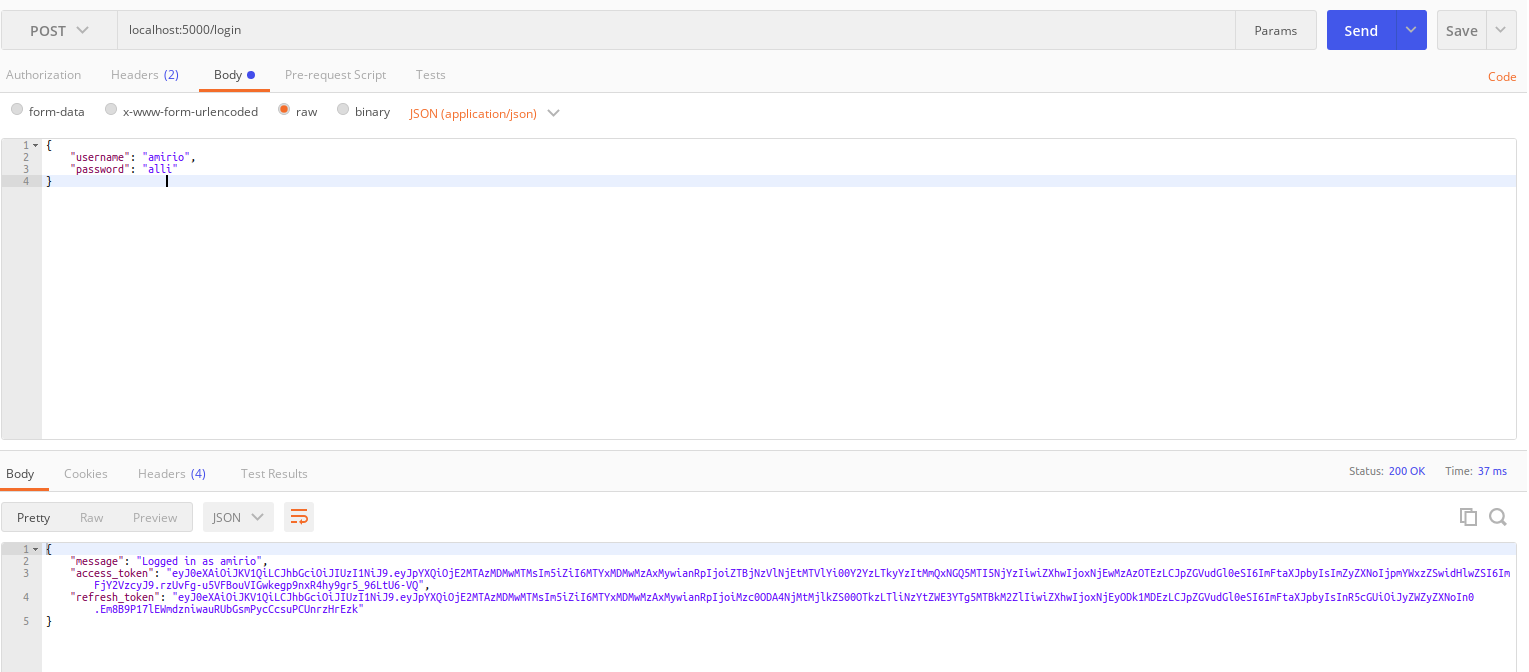 POST localhost:5000/login Params Send Save
Authorization Headers (2) Body Pre-request Script Tests Code
form-data x-www-form-urlencoded raw binary JSON (application/json)
1 {
2 "username": "amirio",
3 "password": "alli"
4 }
Body Cookies Headers (4) Test Results Status: 200 OK Time: 37 ms
Pretty Raw Preview JSON
1 {
2 "message": "Logged in as amirio",
3 "access_token": "eyJ0eXAiOiJKV1QiLCJhbGciOiJIUzI1NiJ9.eyJpYXQiOjE2MTAzMDMwMTMsIm5iZiI6MTYxMDMwMzAxMywianRpIjoiZTBjNzVlNjEtMTVlYi00Y2YzLTkyYzItMmQxNGQ5MTI5NjYzIiwiZXhwIjoxNjEwMzAzOTEzLCJpZGVudGl0eSI6ImFtaXJpbyIsImZyZXNoIjpmYWxzZSwidHlwZSI6Im
FjY2VzcyJ9.rzUvFg-u5VFBouVIGwkegp9nxR4hy9gr5_96LtU6-VQ",
4 "refresh_token": "eyJ0eXAiOiJKV1QiLCJhbGciOiJIUzI1NiJ9.eyJpYXQiOjE2MTAzMDMwMTMsIm5iZiI6MTYxMDMwMzAxMywianRpIjoiMzc0ODA4NjMtMjlkZS00OTkzLTliNzYtZWE3YTg5MTBkM2ZlIiwiZXhwIjoxNjEyODk1MDEzLCJpZGVudGl0eSI6ImFtaXJpbyIsInR5cGUiOiJyZWZyZXNoIn0
.Em8B9P17lEWmdzniwauRUbGsmPycCcsuPCUnrzHrEzk"
5 }